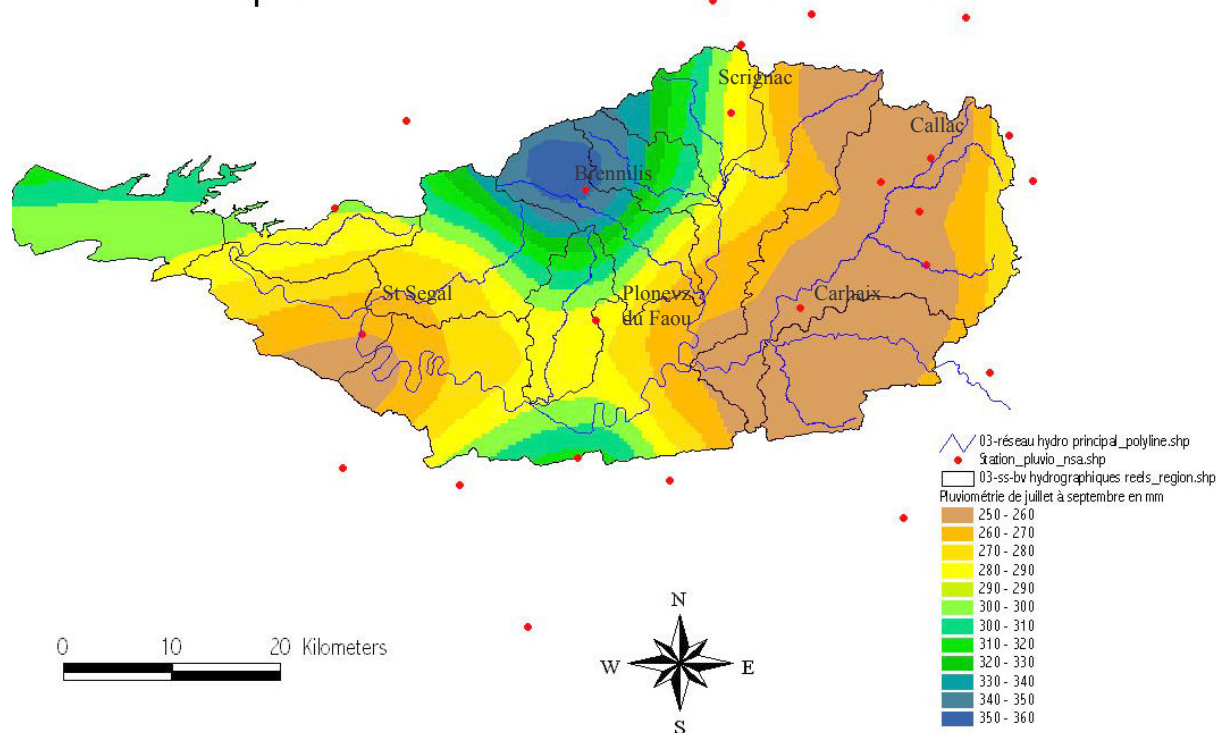 Scrignac
Callac
Brennilis
St Segal
Plonevz
du Faou
Carhaix
03-réseau hydro principal_polyline.shp
Station_pluvio_nsa.shp
03-ss-bv hydrographiques reels_region.shp
Pluviométrie de juillet à septembre en mm
250 - 260
260 - 270
270 - 280
280 - 290
290 - 290
300 - 300
300 - 310
310 - 320
320 - 330
330 - 340
340 - 350
350 - 360
0 10 20 Kilometers
N
W E
S